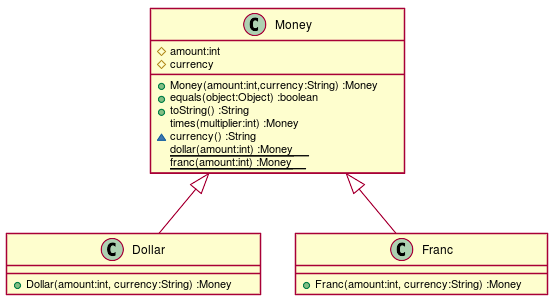 C Money
amount:int
currency
Money(amount:int,currency:String) :Money
equals(object:Object) :boolean
toString() :String
times(multiplier:int) :Money
currency() :String
dollar(amount:int) :Money
franc(amount:int) :Money
C Dollar
Dollar(amount:int, currency:String) :Money
C Franc
Franc(amount:int, currency:String) :Money